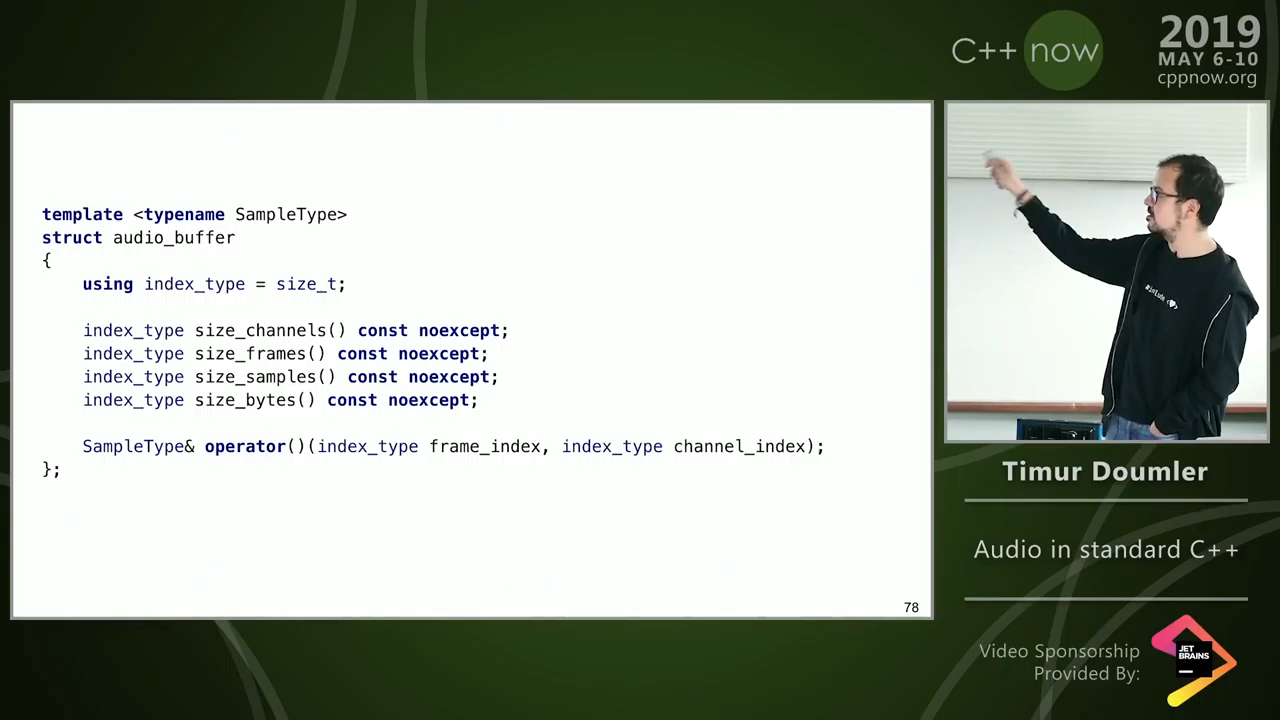 C++ now
2019
MAY 6-10
cppnow.org
template <typename SampleType>
struct audio_buffer
{
    using index_type = size_t;
    index_type size_channels() const noexcept;
    index_type size_frames() const noexcept;
    index_type size_samples() const noexcept;
    index_type size_bytes() const noexcept;
    SampleType& operator()(index_type frame_index, index_type channel_index);
};
78
#include <
Timur Doumler
Audio in standard C++
Video Sponsorship
Provided By:
JET
BRAINS